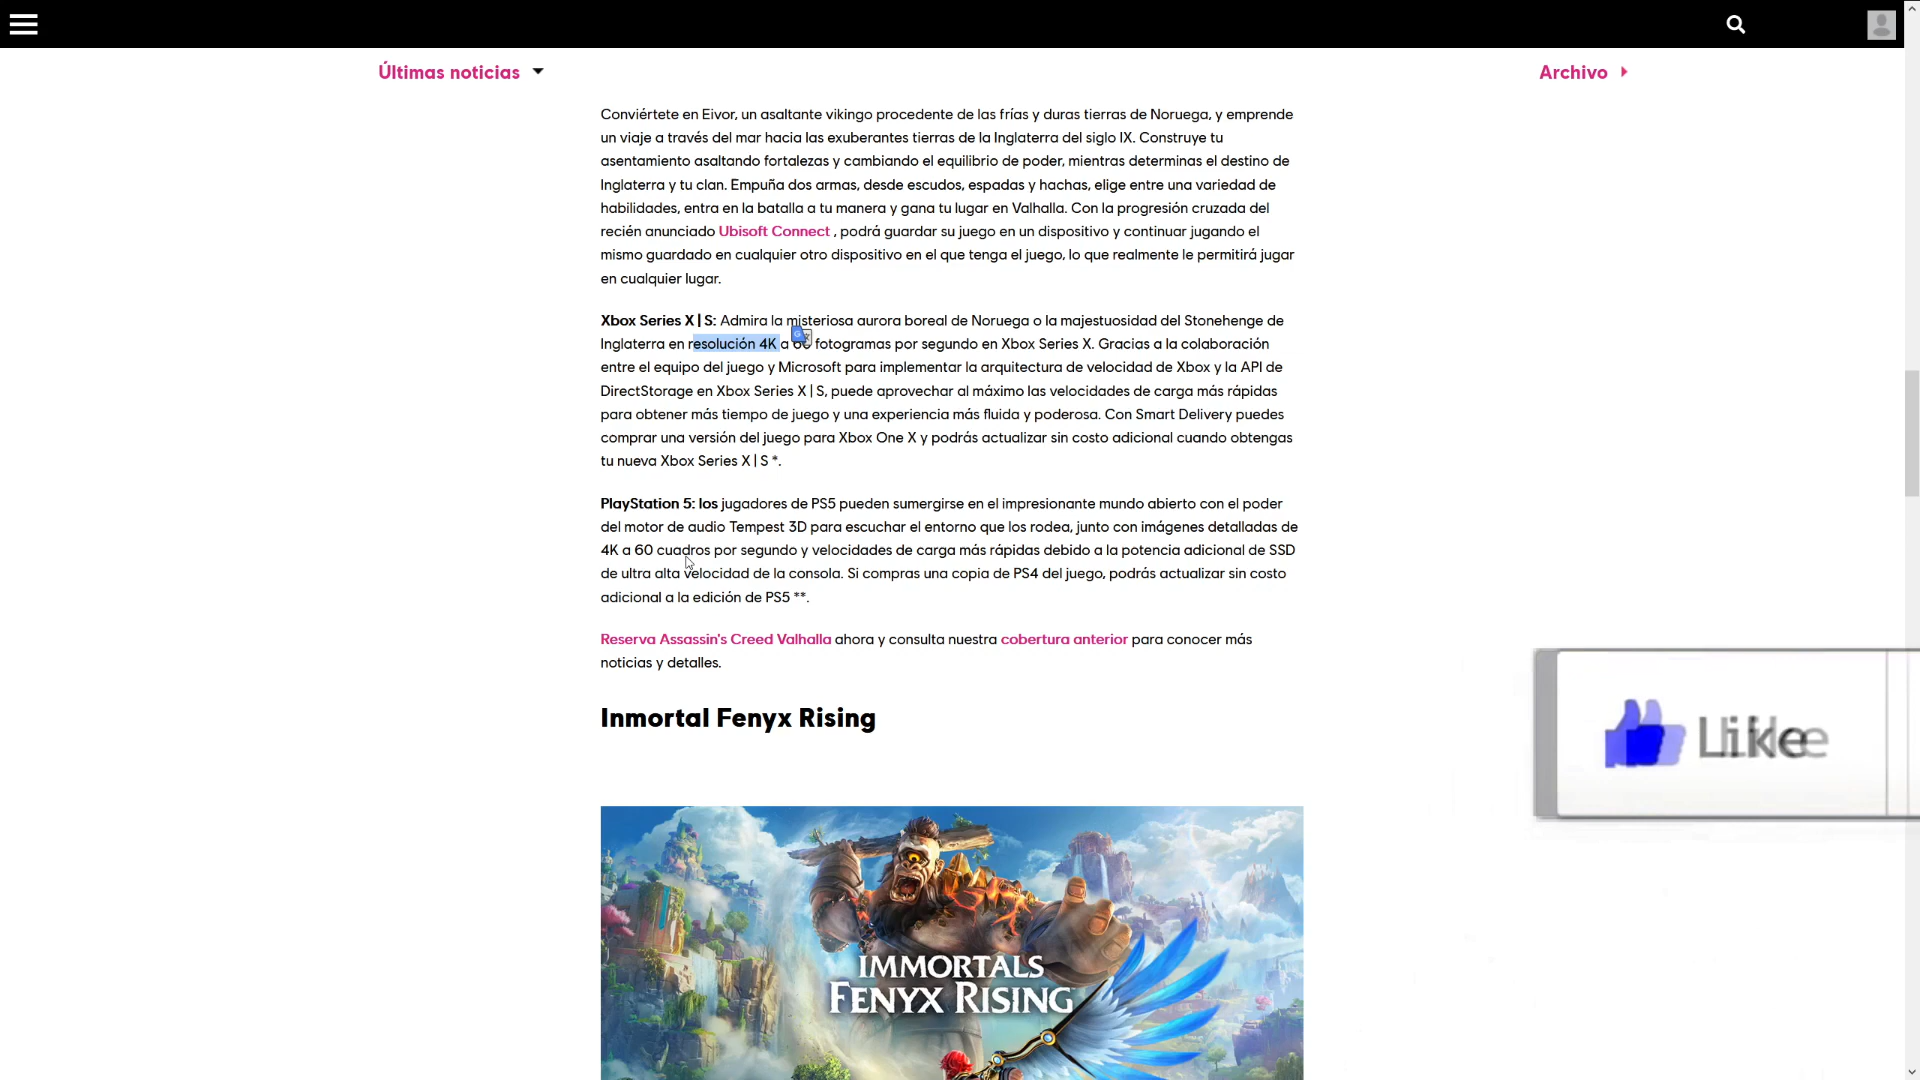 Últimas noticias
Archivo
Conviértete en Eivor, un asaltante vikingo procedente de las frías y duras tierras de Noruega, y emprende
un viaje a través del mar hacia las exuberantes tierras de la Inglaterra del siglo IX. Construye tu
asentamiento asaltando fortalezas y cambiando el equilibrio de poder, mientras determinas el destino de
Inglaterra y tu clan. Empuña dos armas, desde escudos, espadas y hachas, elige entre una variedad de
habilidades, entra en la batalla a tu manera y gana tu lugar en Valhalla. Con la progresión cruzada del
recién anunciado Ubisoft Connect , podrá guardar su juego en un dispositivo y continuar jugando el
mismo guardado en cualquier otro dispositivo en el que tenga el juego, lo que realmente le permitirá jugar
en cualquier lugar.
Xbox Series X | S: Admira la misteriosa aurora boreal de Noruega o la majestuosidad del Stonehenge de
Inglaterra en resolución 4K a 60 fotogramas por segundo en Xbox Series X. Gracias a la colaboración
entre el equipo del juego y Microsoft para implementar la arquitectura de velocidad de Xbox y la API de
DirectStorage en Xbox Series X | S, puede aprovechar al máximo las velocidades de carga más rápidas
para obtener más tiempo de juego y una experiencia más fluida y poderosa. Con Smart Delivery puedes
comprar una versión del juego para Xbox One X y podrás actualizar sin costo adicional cuando obtengas
tu nueva Xbox Series X | S *.
PlayStation 5: los jugadores de PS5 pueden sumergirse en el impresionante mundo abierto con el poder
del motor de audio Tempest 3D para escuchar el entorno que los rodea, junto con imágenes detalladas de
4K a 60 cuadros por segundo y velocidades de carga más rápidas debido a la potencia adicional de SSD
de ultra alta velocidad de la consola. Si compras una copia de PS4 del juego, podrás actualizar sin costo
adicional a la edición de PS5 **.
Reserva Assassin's Creed Valhalla ahora y consulta nuestra cobertura anterior para conocer más
noticias y detalles.
Like
Inmortal Fenyx Rising
IMMORTALS
FENYX RISING